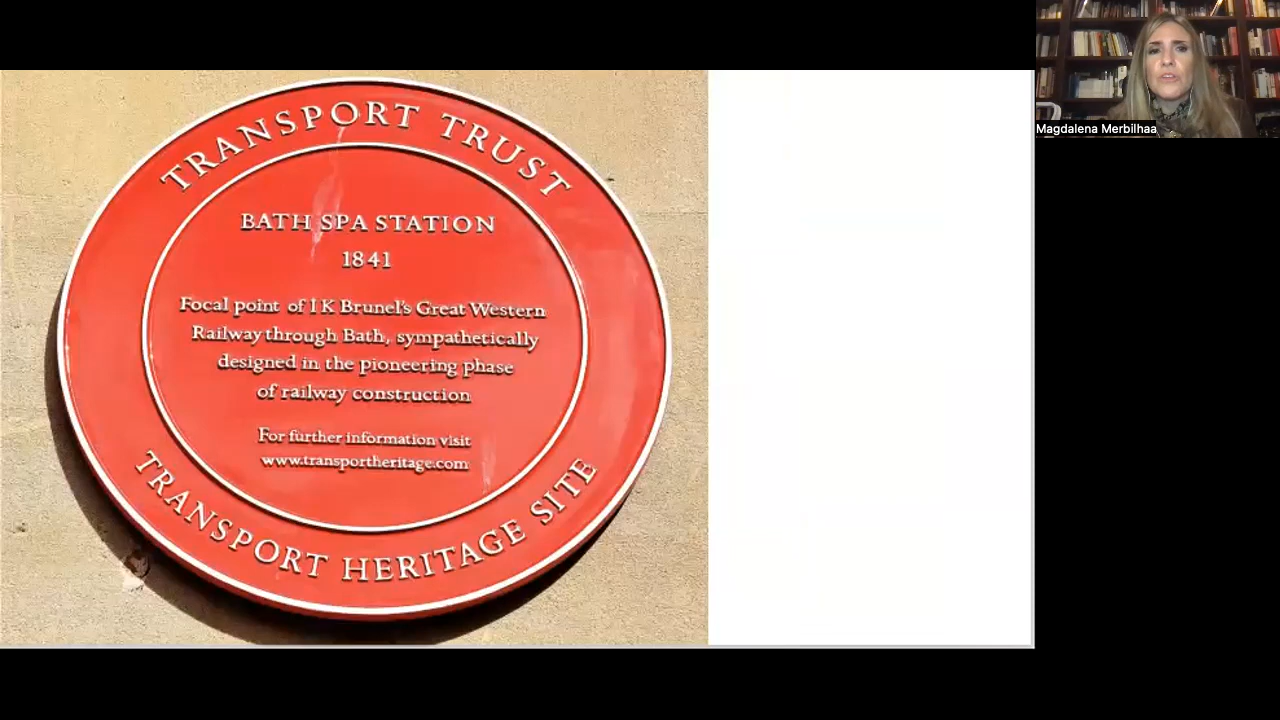 TRANSPORT TRUST
BATH SPA STATION
1841
Focal point of I K Brunel's Great Western
Railway through Bath, sympathetically
designed in the pioneering phase
of railway construction
For further information visit
www.transportheritage.com
TRANSPORT HERITAGE SITE
Magdalena Merbilhaa